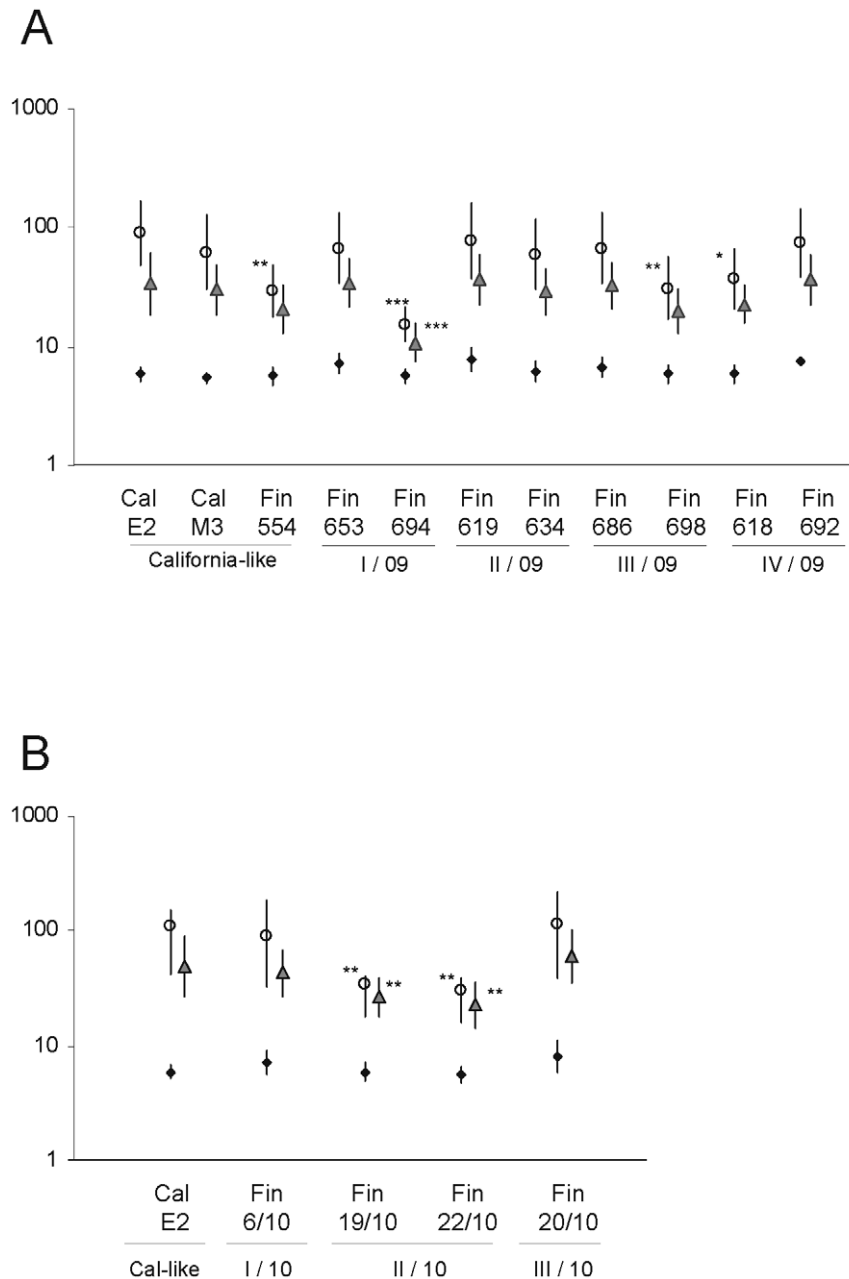 A
1000
100
**
**
*
***
***
10
1
Cal Cal Fin Fin Fin Fin Fin Fin Fin Fin Fin
E2 M3 554 653 694 619 634 686 698 618 692
California-like I / 09 II / 09 III / 09 IV / 09
B
1000
100
** ** ** **
10
1
Cal Fin Fin Fin Fin
E2 6/10 19/10 22/10 20/10
Cal-like I / 10 II / 10 III / 10